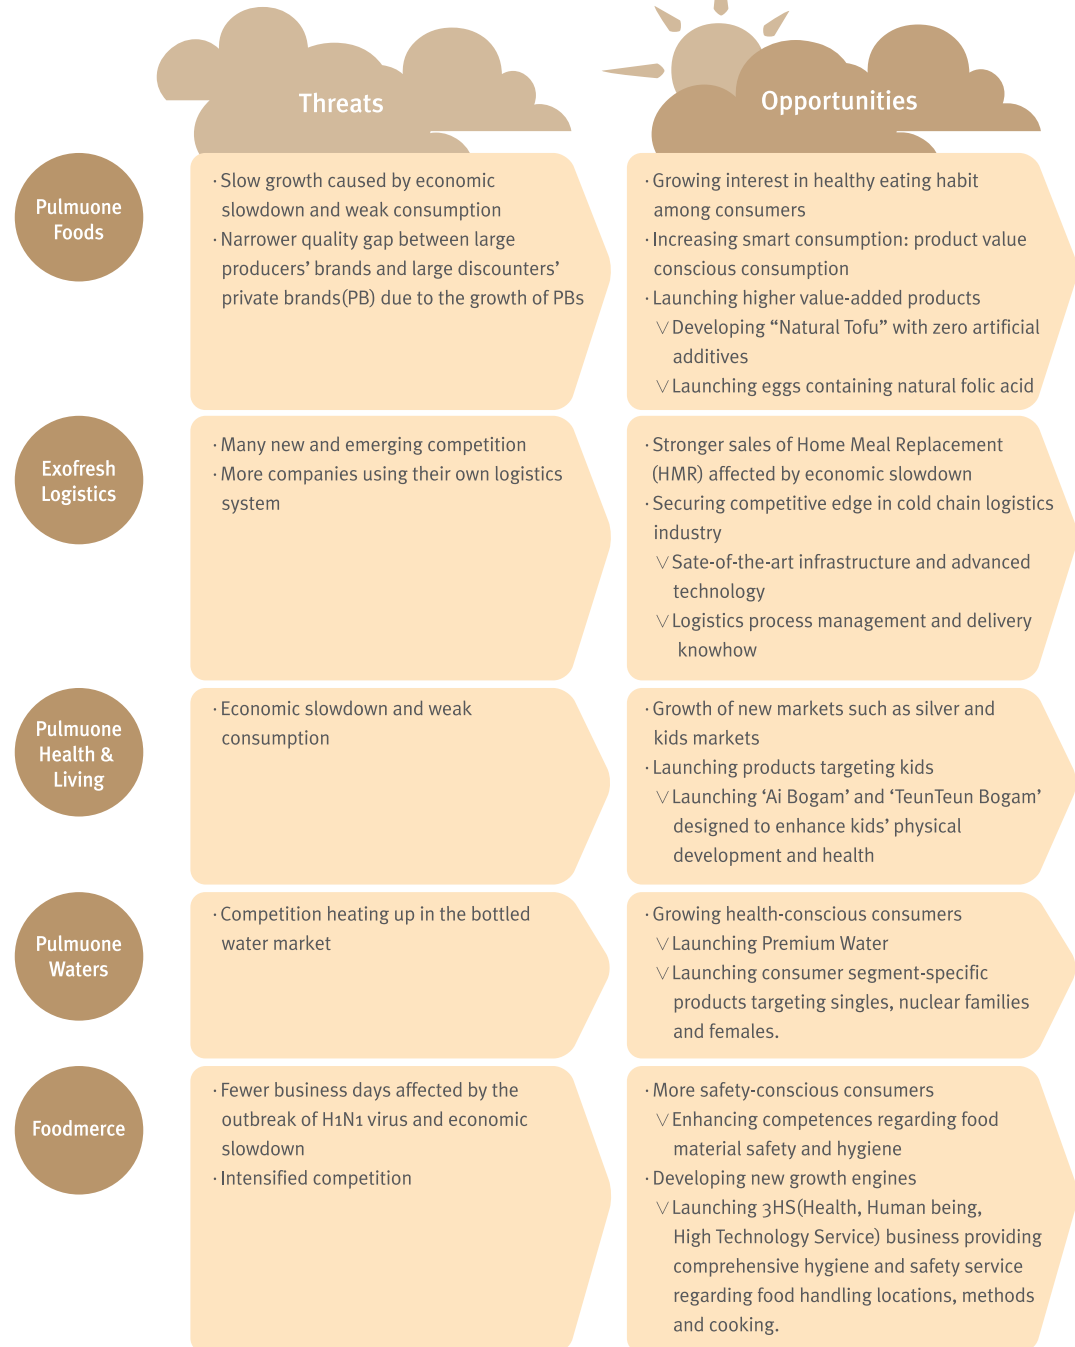 Threats
Opportunities
Pulmuone
Foods
· Slow growth caused by economic
slowdown and weak consumption
· Narrower quality gap between large
producers’ brands and large discounters’
private brands(PB) due to the growth of PBs
· Growing interest in healthy eating habit
among consumers
· Increasing smart consumption: product value
conscious consumption
· Launching higher value-added products
∨ Developing “Natural Tofu” with zero artificial
additives
∨ Launching eggs containing natural folic acid
Exofresh
Logistics
· Many new and emerging competition
· More companies using their own logistics
system
· Stronger sales of Home Meal Replacement
(HMR) affected by economic slowdown
· Securing competitive edge in cold chain logistics
industry
∨ Sate-of-the-art infrastructure and advanced
technology
∨ Logistics process management and delivery
knowhow
Pulmuone
Health &
Living
· Economic slowdown and weak
consumption
· Growth of new markets such as silver and
kids markets
· Launching products targeting kids
∨ Launching ‘Ai Bogam’ and ‘TeunTeun Bogam’
designed to enhance kids’ physical
development and health
Pulmuone
Waters
· Competition heating up in the bottled
water market
· Growing health-conscious consumers
∨ Launching Premium Water
∨ Launching consumer segment-specific
products targeting singles, nuclear families
and females.
Foodmerce
· Fewer business days affected by the
outbreak of H1N1 virus and economic
slowdown
· Intensified competition
· More safety-conscious consumers
∨ Enhancing competences regarding food
material safety and hygiene
· Developing new growth engines
∨ Launching 3HS(Health, Human being,
High Technology Service) business providing
comprehensive hygiene and safety service
regarding food handling locations, methods
and cooking.